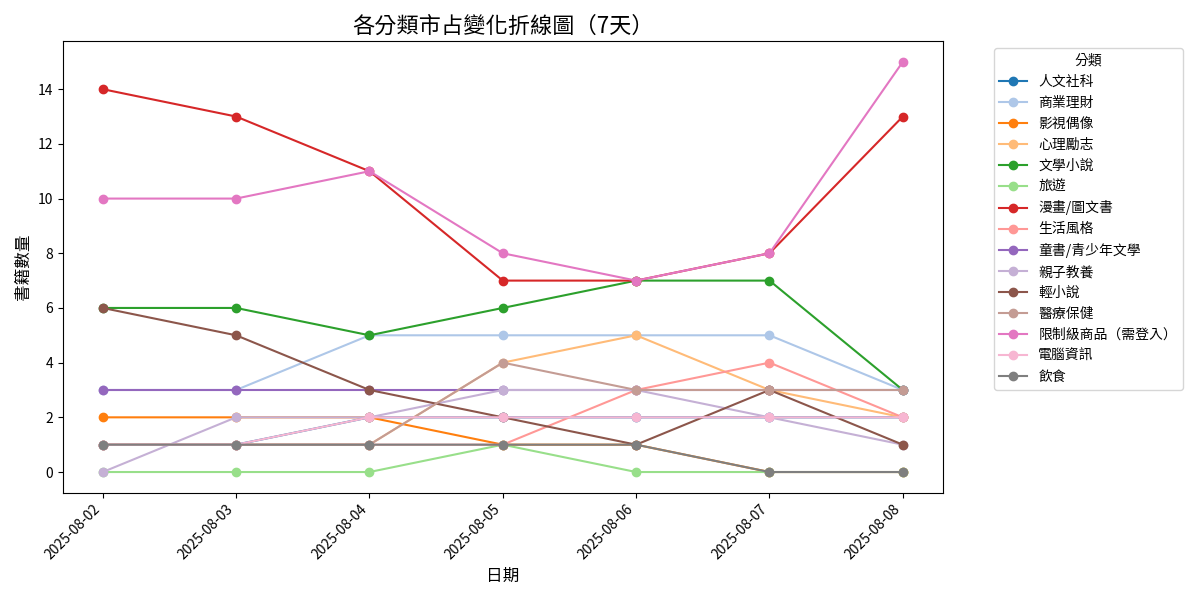 各分類市占變化折線圖（7天）
書籍數量
14
12
10
8
6
4
2
0
2025-08-02
2025-08-03
2025-08-04
2025-08-05
2025-08-06
2025-08-07
2025-08-08
日期
分類
人文社科
商業理財
影視偶像
心理勵志
文學小說
旅遊
漫畫/圖文書
生活風格
童書/青少年文學
親子教養
輕小說
醫療保健
限制級商品（需登入）
電腦資訊
飲食